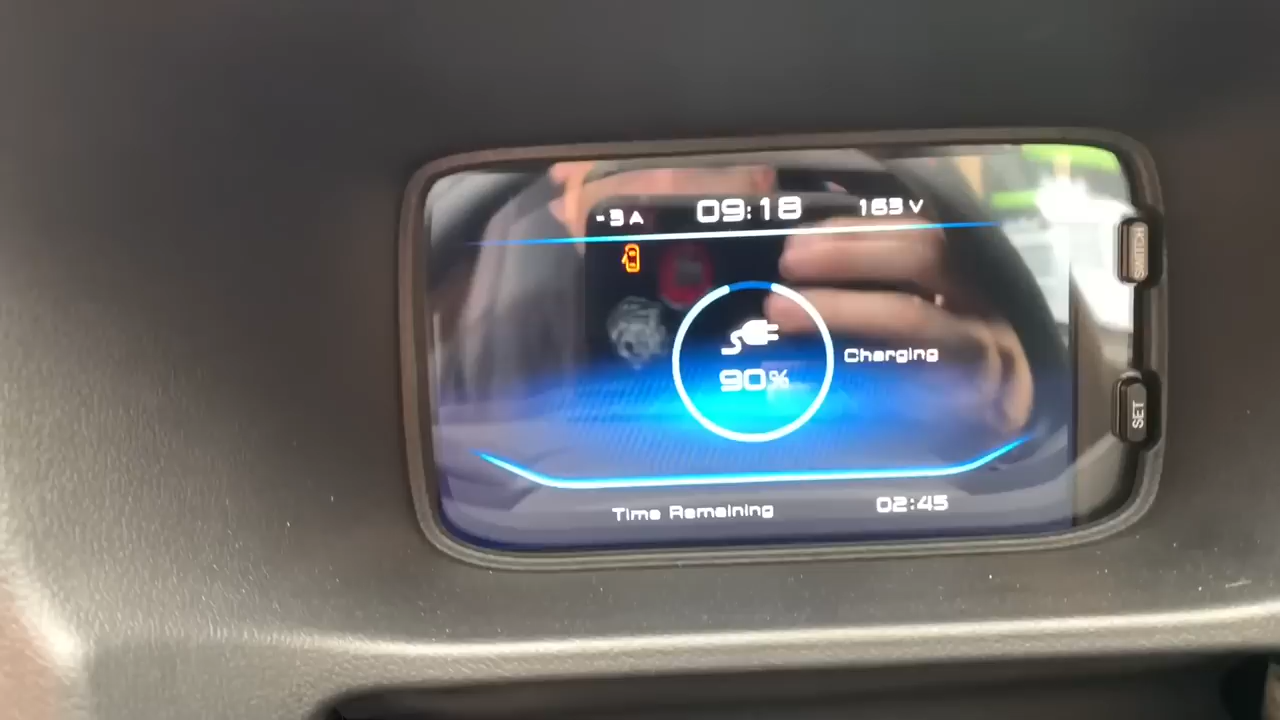 -3 A 09:18 163 V
SWITCH
Charging
90%
SET
Time Remaining 02:45